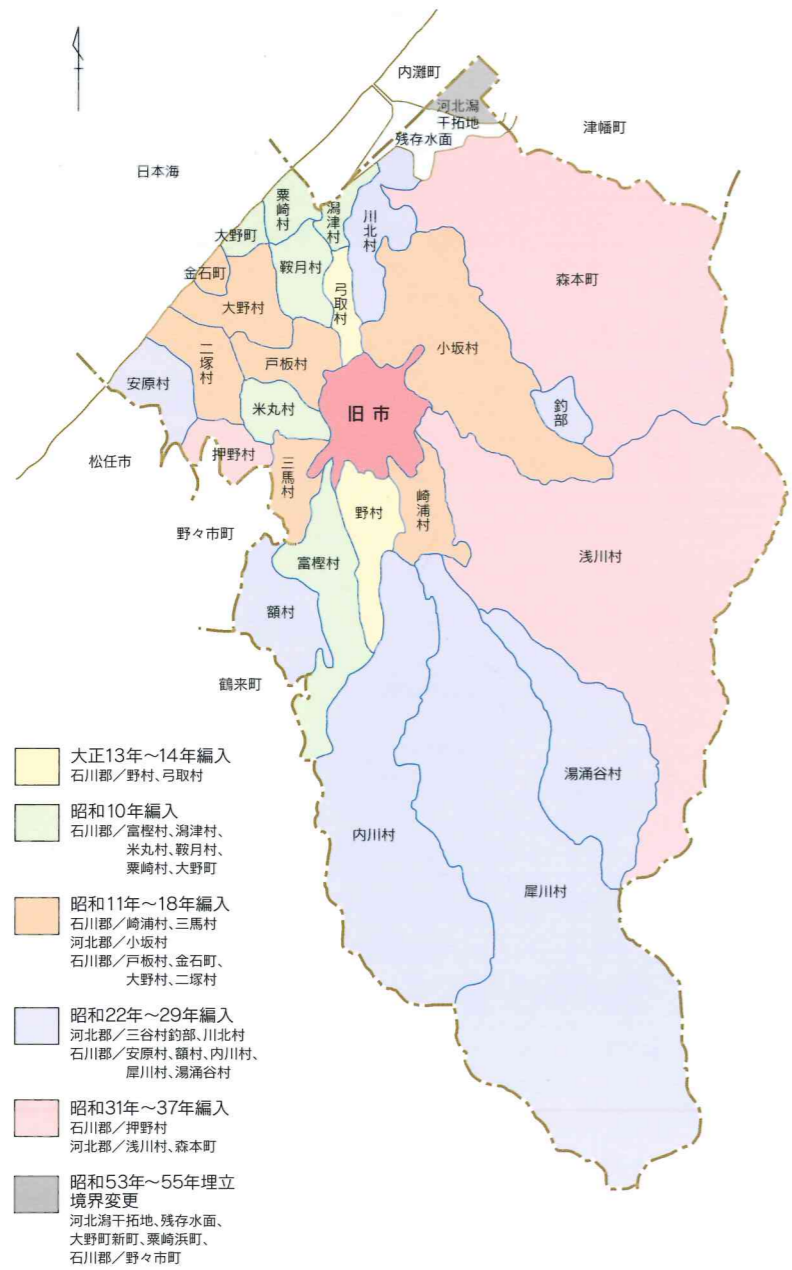 内灘町
河北潟
干拓地
残存水面
津幡町
日本海
粟崎村
潟津村
川北村
大野町
鞍月村
弓取村
金石町
大野村
森本町
小坂村
二塚村
戸板村
安原村
米丸村
旧市
釣部
押野村
松任市
三馬村
野村
崎浦村
野々市町
富樫村
浅川村
額村
鶴来町
湯涌谷村
内川村
犀川村
大正13年〜14年編入
石川郡／野村、弓取村
昭和10年編入
石川郡／富樫村、潟津村、
米丸村、鞍月村、
粟崎村、大野町
昭和11年〜18年編入
石川郡／崎浦村、三馬村
河北郡／小坂村
石川郡／戸板村、金石町、
大野村、二塚村
昭和22年〜29年編入
河北郡／三谷村釣部、川北村
石川郡／安原村、額村、内川村、
犀川村、湯涌谷村
昭和31年〜37年編入
石川郡／押野村
河北郡／浅川村、森本町
昭和53年〜55年埋立
境界変更
河北潟干拓地、残存水面、
大野町新町、粟崎浜町、
石川郡／野々市町